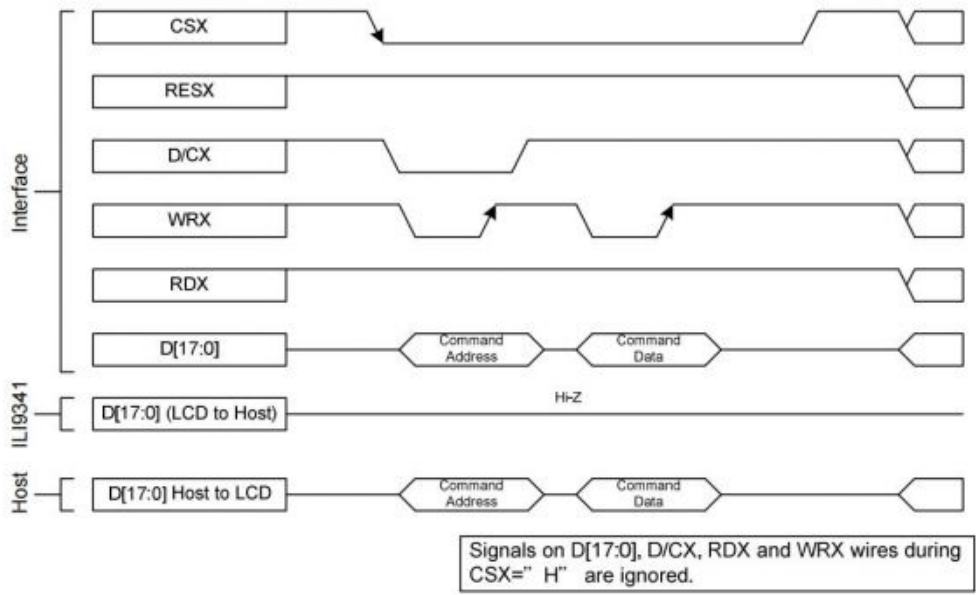 CSX
RESX
D/CX
WRX
RDX
D[17:0]
Interface
Command
Address
Command
Data
Hi-Z
D[17:0] (LCD to Host)
ILI9341
D[17:0] Host to LCD
Host
Command
Address
Command
Data
Signals on D[17:0], D/CX, RDX and WRX wires during
CSX=” H” are ignored.